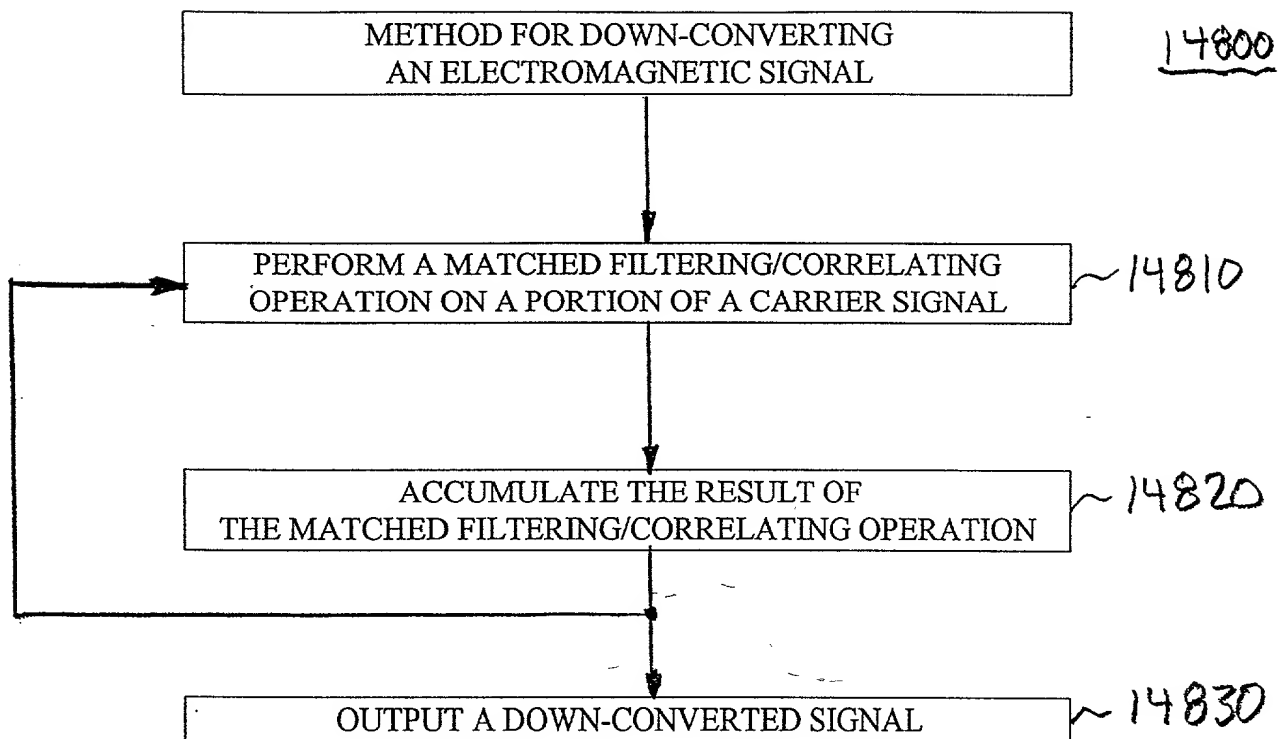 METHOD FOR DOWN-CONVERTING
AN ELECTROMAGNETIC SIGNAL
14800
PERFORM A MATCHED FILTERING/CORRELATING
OPERATION ON A PORTION OF A CARRIER SIGNAL
~14810
ACCUMULATE THE RESULT OF
THE MATCHED FILTERING/CORRELATING OPERATION
~14820
OUTPUT A DOWN-CONVERTED SIGNAL
~14830